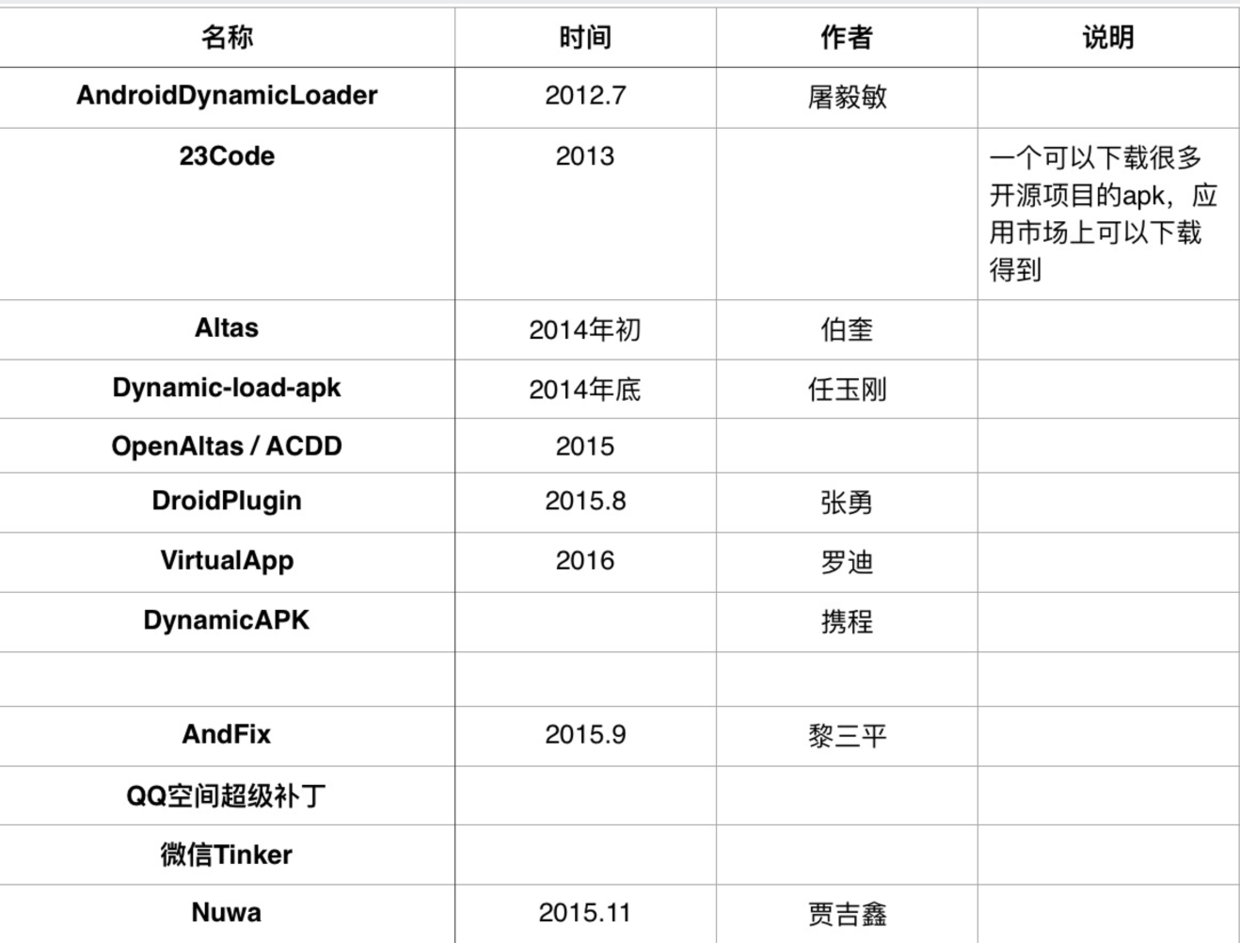 名称 时间 作者 说明
AndroidDynamicLoader 2012.7 屠毅敏
23Code 2013 一个可以下载很多
开源项目的apk，应
用市场上可以下载
得到
Altas 2014年初 伯奎
Dynamic-load-apk 2014年底 任玉刚
OpenAltas / ACDD 2015
DroidPlugin 2015.8 张勇
VirtualApp 2016 罗迪
DynamicAPK 携程
AndFix 2015.9 黎三平
QQ空间超级补丁
微信Tinker
Nuwa 2015.11 贾吉鑫